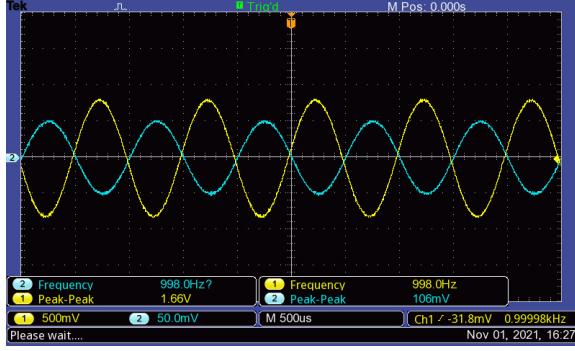 Tek Trig'd M Pos: 0.000s
T
2
2 Frequency 998.0Hz? 1 Frequency 998.0Hz
1 Peak-Peak 1.66V 2 Peak-Peak 106mV
1 500mV 2 50.0mV M 500us Ch1 -31.8mV 0.99998kHz
Please wait.... Nov 01, 2021, 16:27